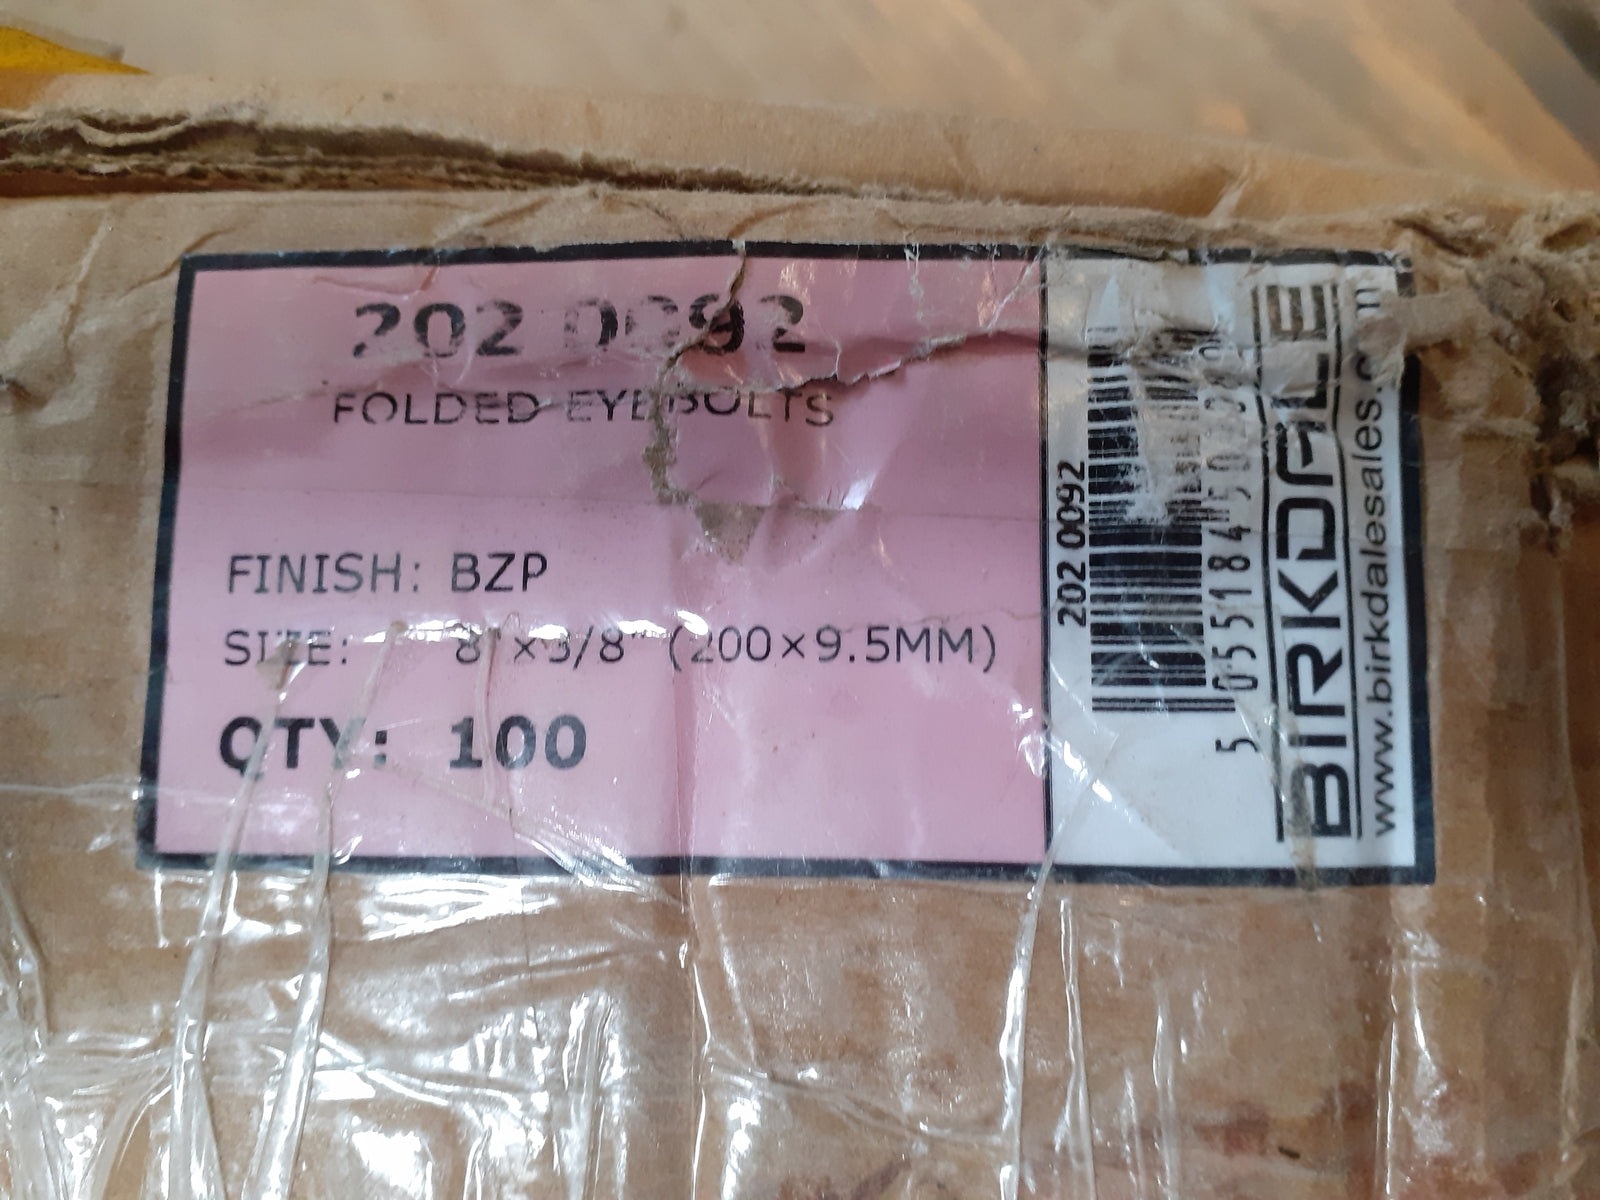 202 0092
FOLDED EYEBOLTS
FINISH: BZP
SIZE: 8"×3/8" (200×9.5MM)
QTY: 100
202 0092
BIRKDALE
www.birkdalesales.com